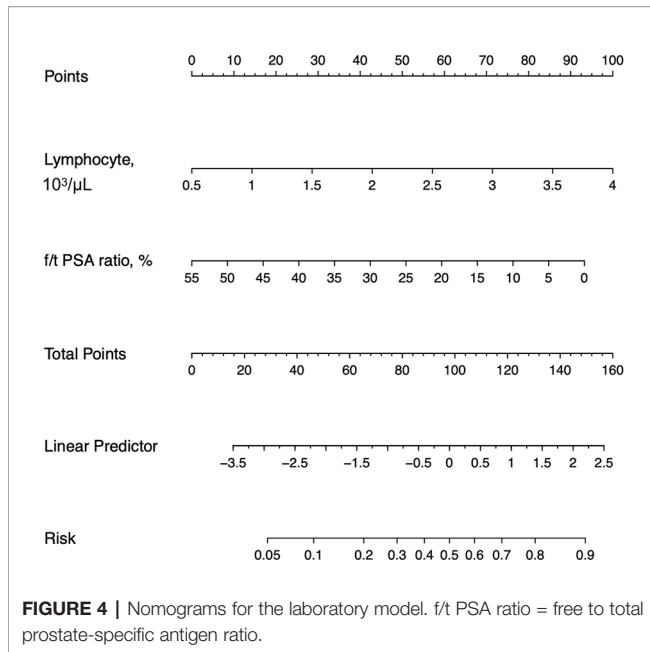 0 10 20 30 40 50 60 70 80 90 100
Points
Lymphocyte,
10³/µL
0.5 1 1.5 2 2.5 3 3.5 4
f/t PSA ratio, %
55 50 45 40 35 30 25 20 15 10 5 0
Total Points
0 20 40 60 80 100 120 140 160
Linear Predictor
−3.5 −2.5 −1.5 −0.5 0 0.5 1 1.5 2 2.5
Risk
0.05 0.1 0.2 0.3 0.4 0.5 0.6 0.7 0.8 0.9
FIGURE 4 | Nomograms for the laboratory model. f/t PSA ratio = free to total
prostate-specific antigen ratio.